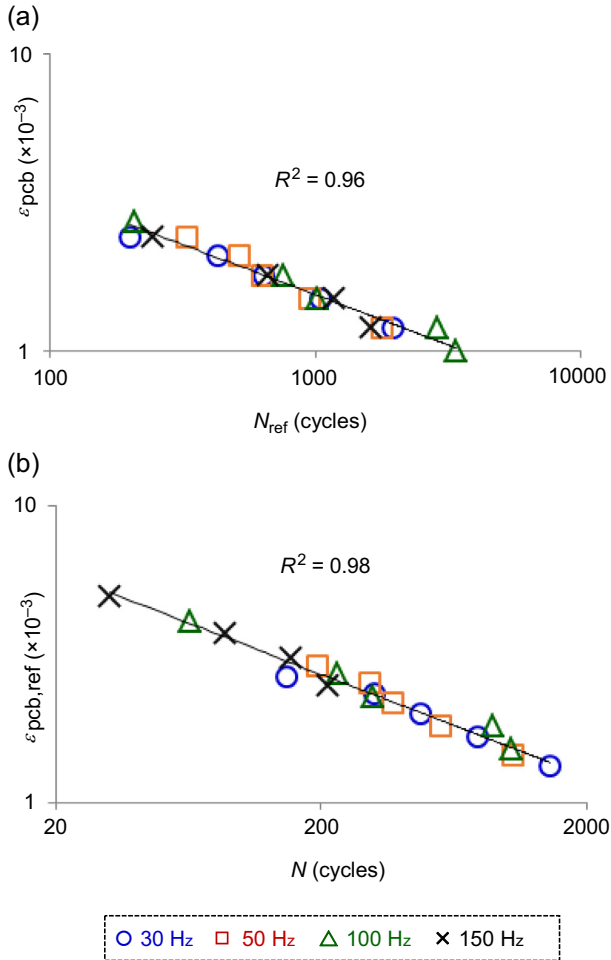 (a)
10
εpcb (×10⁻³)
R² = 0.96
1
100
1000
10000
Nref (cycles)
(b)
10
εpcb,ref (×10⁻³)
R² = 0.98
1
20
200
2000
N (cycles)
30 Hz 50 Hz 100 Hz 150 Hz